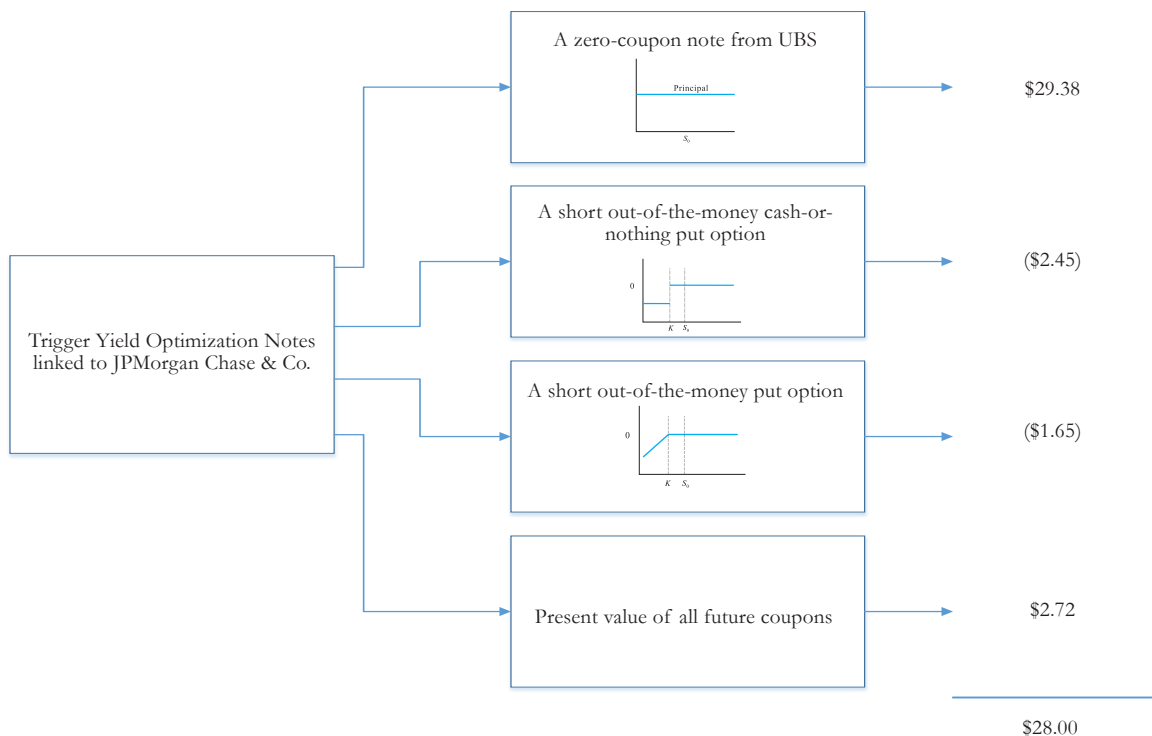 A zero-coupon note from UBS
Principal
S0
$29.38
A short out-of-the-money cash-or-
nothing put option
0
K
S0
($2.45)
Trigger Yield Optimization Notes
linked to JPMorgan Chase & Co.
A short out-of-the-money put option
0
K
S0
($1.65)
Present value of all future coupons
$2.72
$28.00